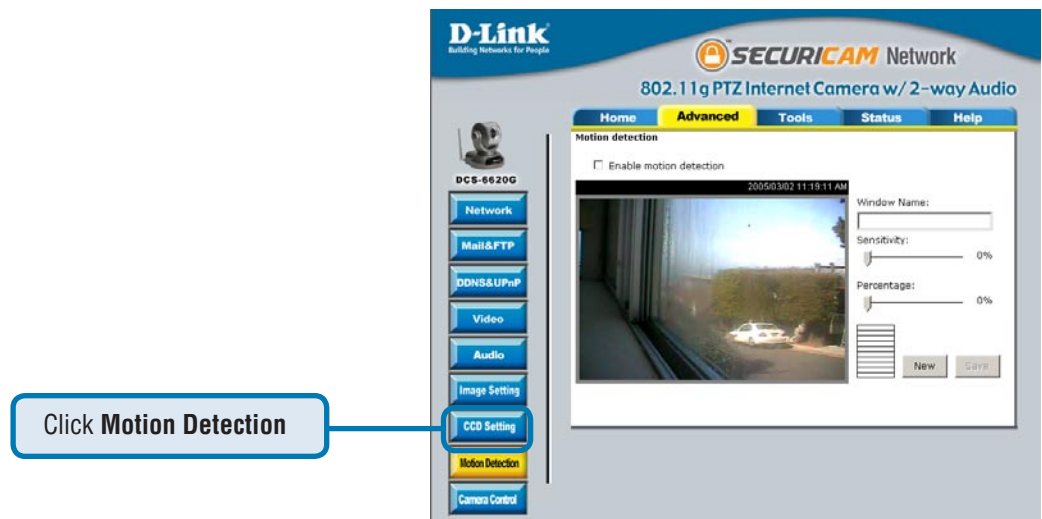 D-Link
Building Networks for People
SECURICAM Network
802.11g PTZ Internet Camera w/ 2-way Audio
Home Advanced Tools Status Help
DCS-6620G
Network
Mail&FTP
DDNS&UPnP
Video
Audio
Image Setting
CCD Setting
Motion Detection
Camera Control
Motion detection
Enable motion detection
2005/03/02 11:19:11 AM
Window Name:
Sensitivity:
0%
Percentage:
0%
New Save
Click Motion Detection